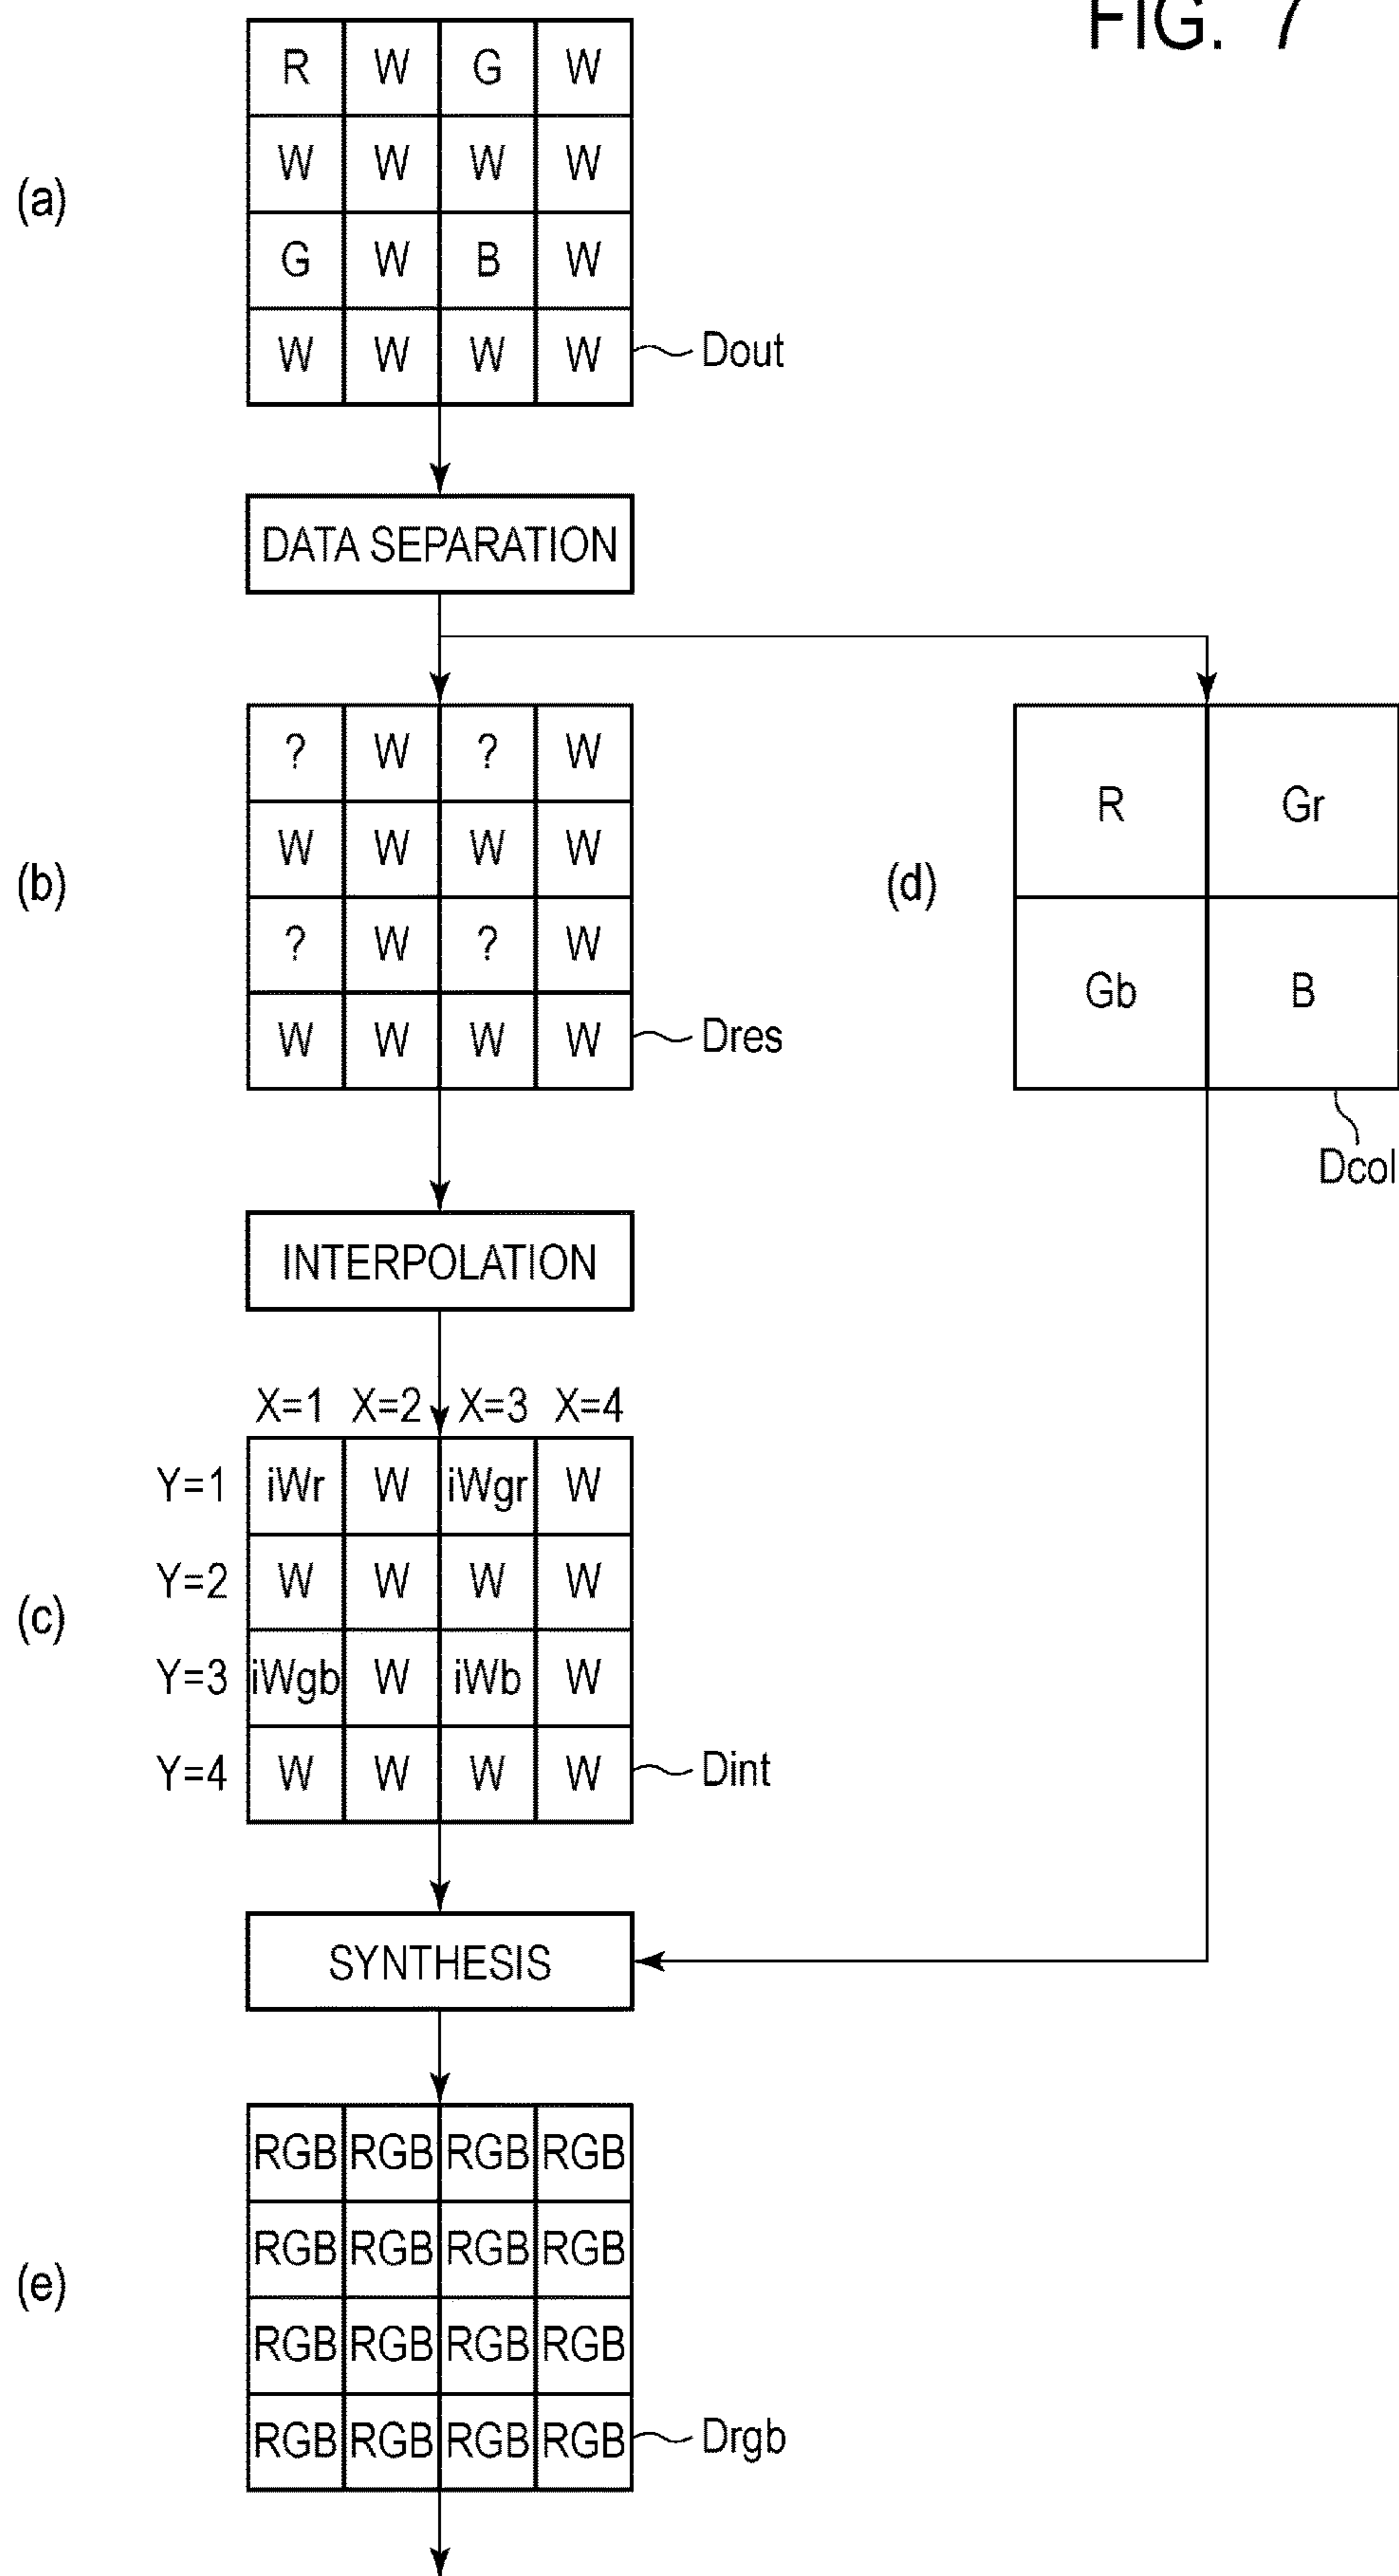 FIG. 7
(a)
R W G W
W W W W
G W B W
W W W W
Dout
DATA SEPARATION
(b)
? W ? W
W W W W
? W ? W
W W W W
Dres
(d)
R Gr
Gb B
Dcol
INTERPOLATION
X=1 X=2 X=3 X=4
(c)
Y=1 iWr W iWgr W
Y=2 W W W W
Y=3 iWgb W iWb W
Y=4 W W W W
Dint
SYNTHESIS
(e)
RGB RGB RGB RGB
RGB RGB RGB RGB
RGB RGB RGB RGB
RGB RGB RGB RGB
Drgb